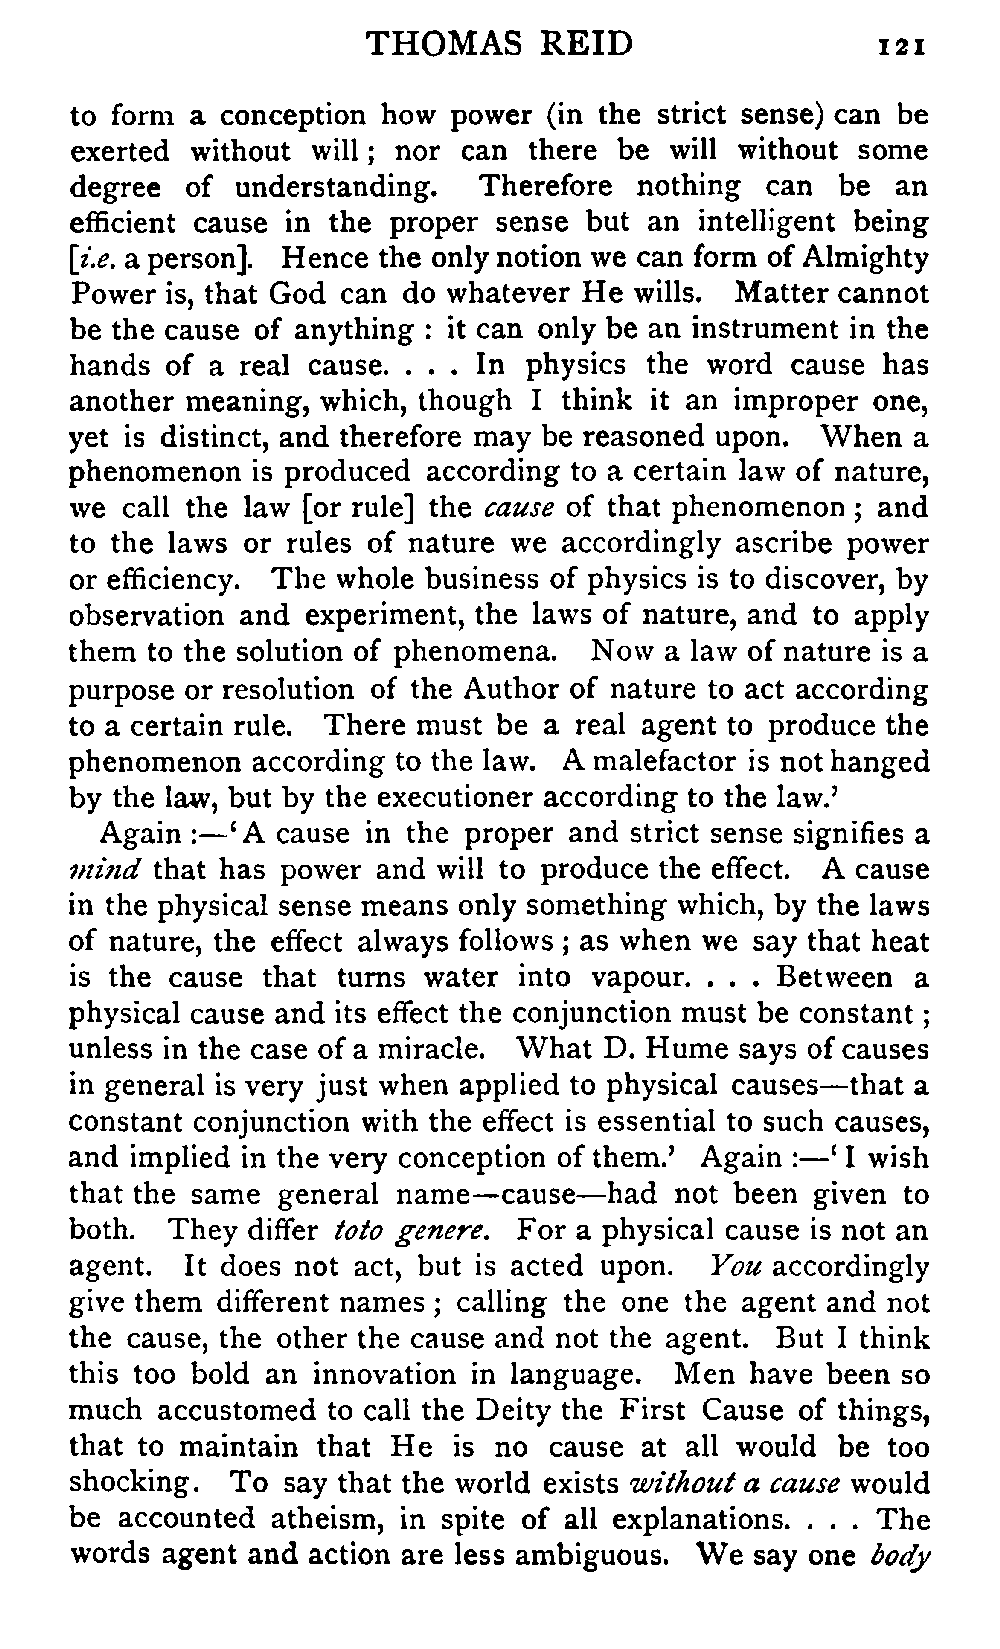 THOMAS REID 121
to form a conception how power (in the strict sense) can be
exerted without will ; nor can there be will without some
degree of understanding. Therefore nothing can be an
efficient cause in the proper sense but an intelligent being
[i.e. a person]. Hence the only notion we can form of Almighty
Power is, that God can do whatever He wills. Matter cannot
be the cause of anything : it can only be an instrument in the
hands of a real cause. . . . In physics the word cause has
another meaning, which, though I think it an improper one,
yet is distinct, and therefore may be reasoned upon. When a
phenomenon is produced according to a certain law of nature,
we call the law [or rule] the cause of that phenomenon ; and
to the laws or rules of nature we accordingly ascribe power
or efficiency. The whole business of physics is to discover, by
observation and experiment, the laws of nature, and to apply
them to the solution of phenomena. Now a law of nature is a
purpose or resolution of the Author of nature to act according
to a certain rule. There must be a real agent to produce the
phenomenon according to the law. A malefactor is not hanged
by the law, but by the executioner according to the law.’
Again :—‘ A cause in the proper and strict sense signifies a
mind that has power and will to produce the effect. A cause
in the physical sense means only something which, by the laws
of nature, the effect always follows ; as when we say that heat
is the cause that turns water into vapour. . . . Between a
physical cause and its effect the conjunction must be constant ;
unless in the case of a miracle. What D. Hume says of causes
in general is very just when applied to physical causes—that a
constant conjunction with the effect is essential to such causes,
and implied in the very conception of them.’ Again :—‘ I wish
that the same general name—cause—had not been given to
both. They differ toto genere. For a physical cause is not an
agent. It does not act, but is acted upon. You accordingly
give them different names ; calling the one the agent and not
the cause, the other the cause and not the agent. But I think
this too bold an innovation in language. Men have been so
much accustomed to call the Deity the First Cause of things,
that to maintain that He is no cause at all would be too
shocking. To say that the world exists without a cause would
be accounted atheism, in spite of all explanations. . . . The
words agent and action are less ambiguous. We say one body